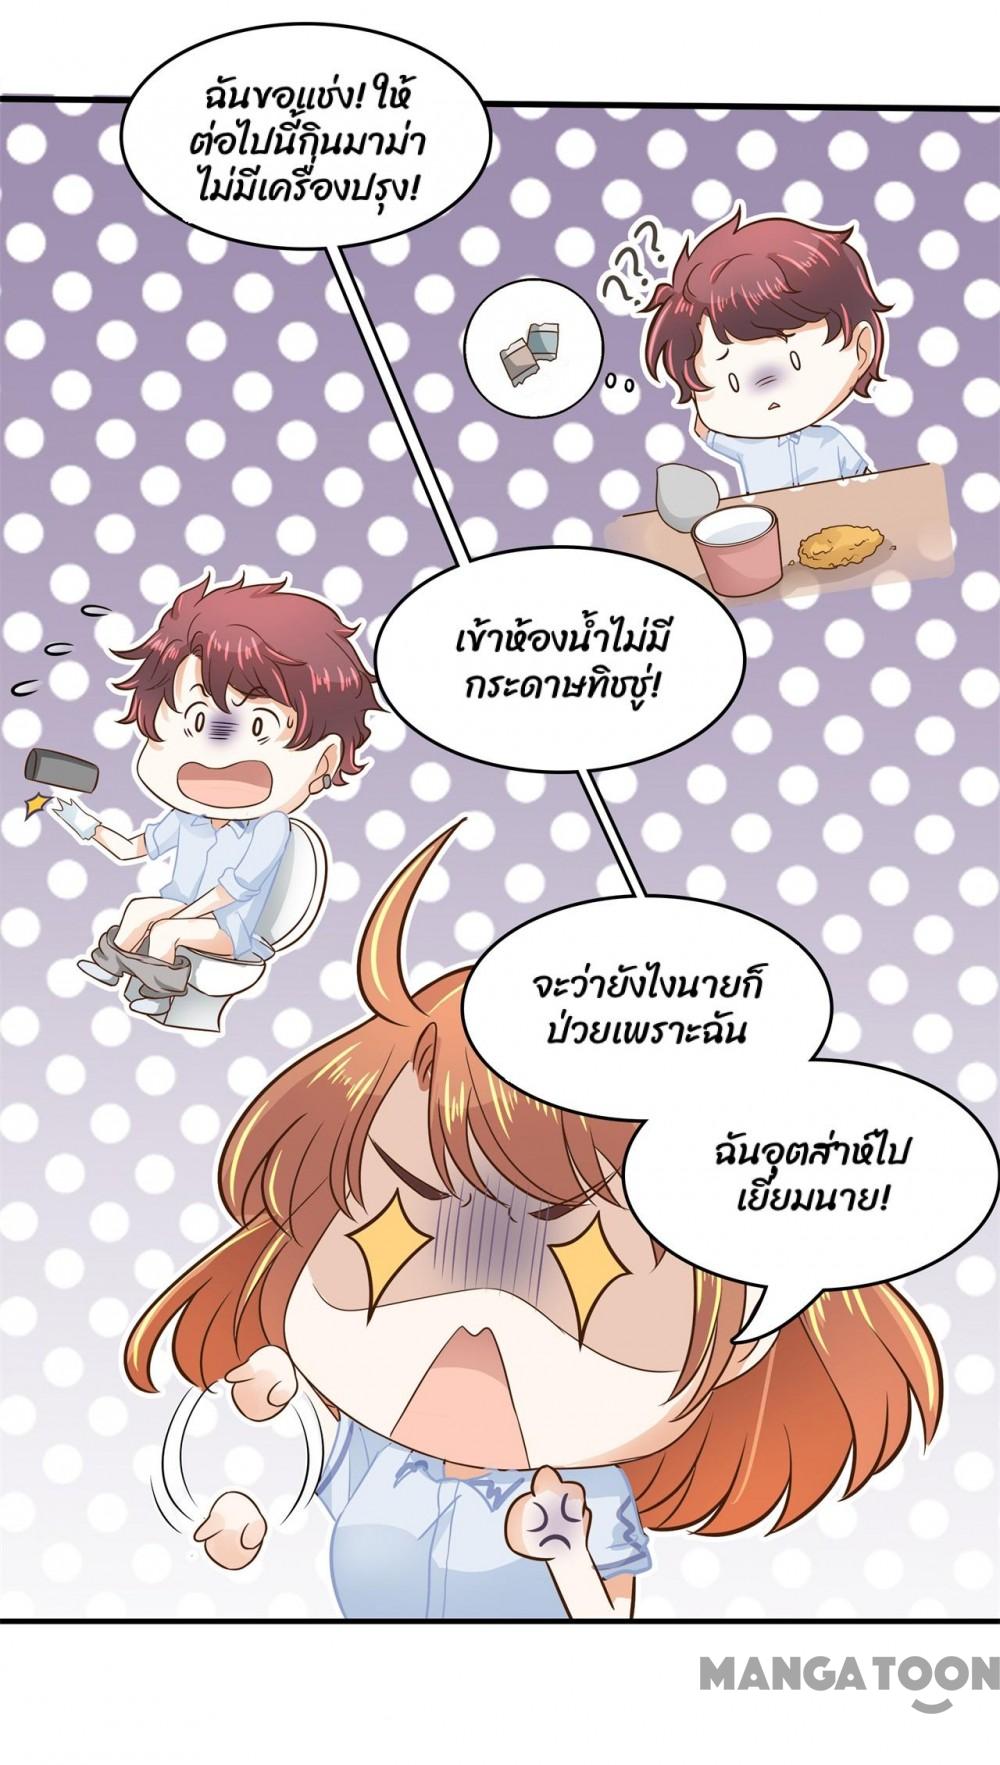 ฉันขอแช่ง! ให้
ต่อไปนี้กินมาม่า
ไม่มีเครื่องปรุง!
???
เข้าห้องน้ำไม่มี
กระดาษทิชชู่!
จะว่ายังไงนายก็
ป่วยเพราะฉัน
ฉันอุตส่าห์ไป
เยี่ยมนาย!
MANGATOON